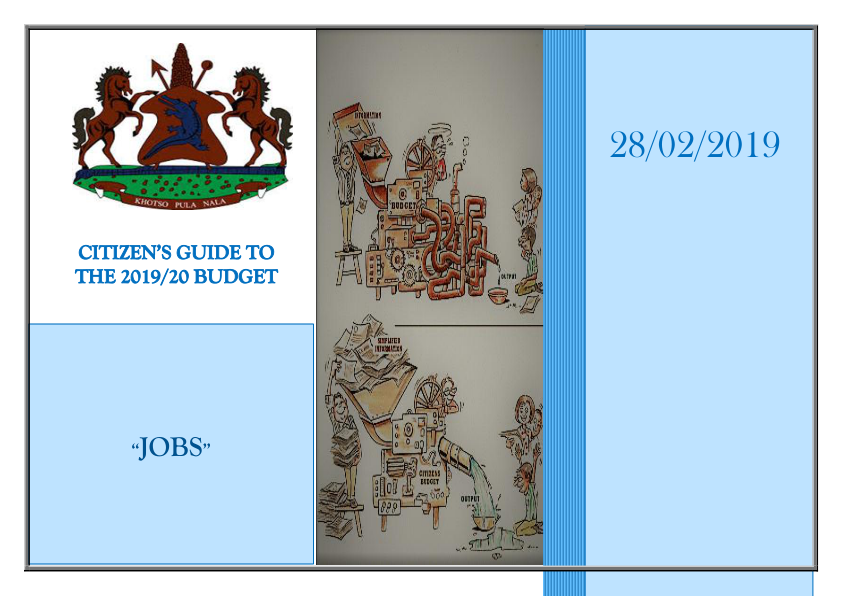 KHOTSO PULA NALA
CITIZEN'S GUIDE TO
THE 2019/20 BUDGET
“JOBS”
INFORMATION
BUDGET
OUTPUT
SIMPLIFIED
INFORMATION
CITIZENS
BUDGET
OUTPUT
28/02/2019